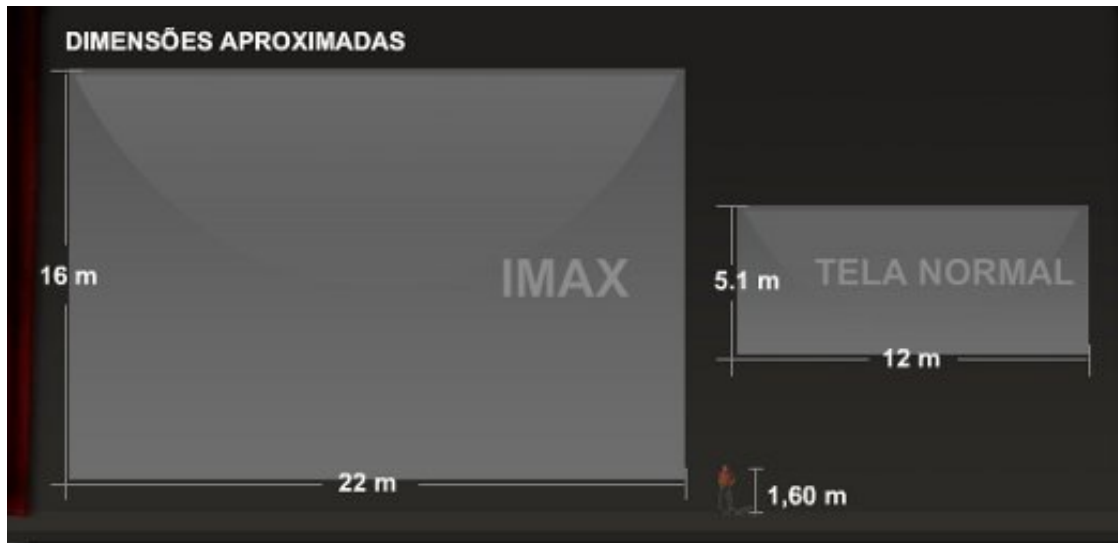 DIMENSÕES APROXIMADAS
16 m
IMAX
22 m
5.1 m
TELA NORMAL
12 m
1,60 m